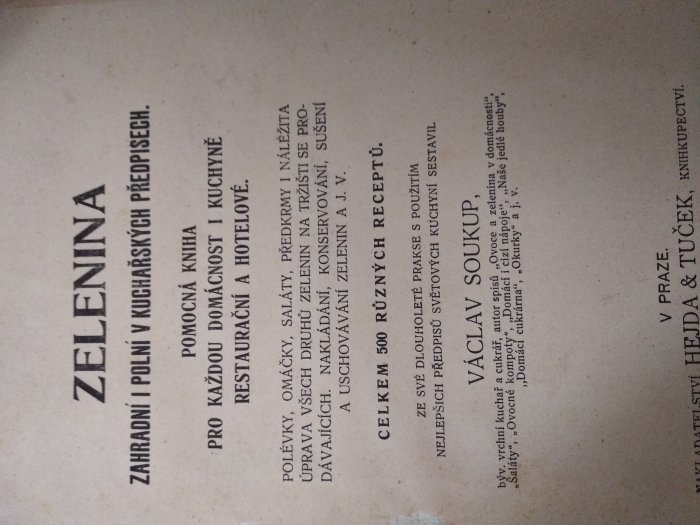 ZELENINA
ZAHRADNÍ I POLNÍ V KUCHAŘSKÝCH PŘEDPISECH.
POMOCNÁ KNIHA
PRO KAŽDOU DOMÁCNOST I KUCHYNĚ
RESTAURAČNÍ A HOTELOVÉ.
POLÉVKY, OMÁČKY, SALÁTY, PŘEDKRMY I NÁLEŽITA
ÚPRAVA VŠECH DRUHŮ ZELENIN NA TRŽIŠTI SE PRO-
DÁVAJÍCÍCH. NAKLÁDÁNÍ, KONSERVOVÁNÍ, SUŠENÍ
A USCHOVÁVÁNÍ ZELENIN A J. V.
CELKEM 500 RŮZNÝCH RECEPTŮ.
ZE SVÉ DLOUHOLETÉ PRAKSE S POUŽITÍM
NEJLEPŠICH PŘEDPISŮ SVĚTOVÝCH KUCHYNÍ SESTAVIL
VÁCLAV SOUKUP,
býv. vrchní kuchař a cukrář, autor spisů „Ovoce a zelenina v domácnosti“,
„Saláty“, „Ovocné kompoty“, „Domácí i cizí nápoje“, „Naše jedlé houby“,
„Domácí cukrárna“, „Okurky“ a j. v.
V PRAZE.
NAKLADATELSTVÍ HEJDA & TUČEK, KNIHKUPECTVÍ.